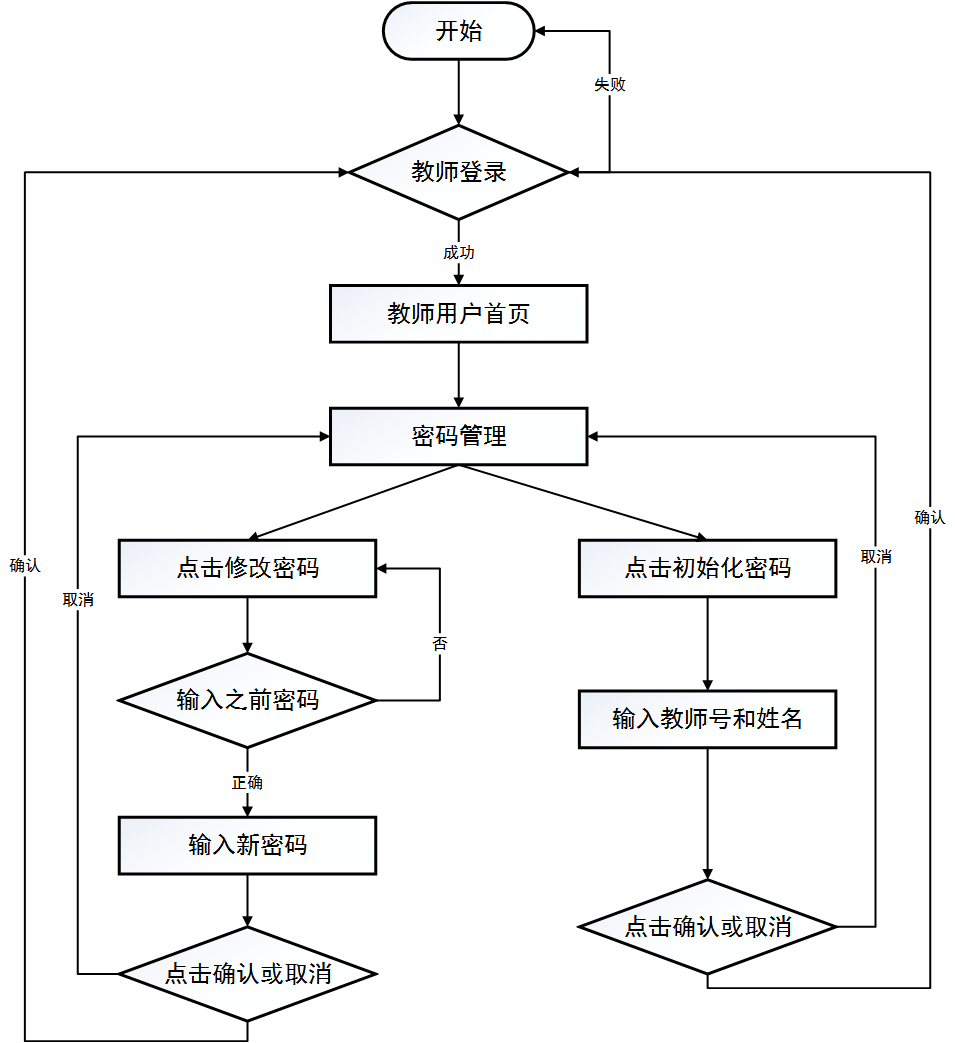 开始
失败
教师登录
成功
教师用户首页
密码管理
确认
点击修改密码
点击初始化密码
取消
确认
取消
否
输入之前密码
输入教师号和姓名
正确
输入新密码
点击确认或取消
点击确认或取消